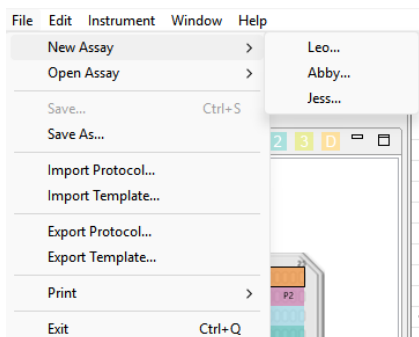 File Edit Instrument Window Help
New Assay > Leo...
Open Assay > Abby...
Jess...
Save... Ctrl+S
Save As...
2 3 D
Import Protocol...
Import Template...
Export Protocol...
Export Template...
Print >
P2
Exit Ctrl+Q